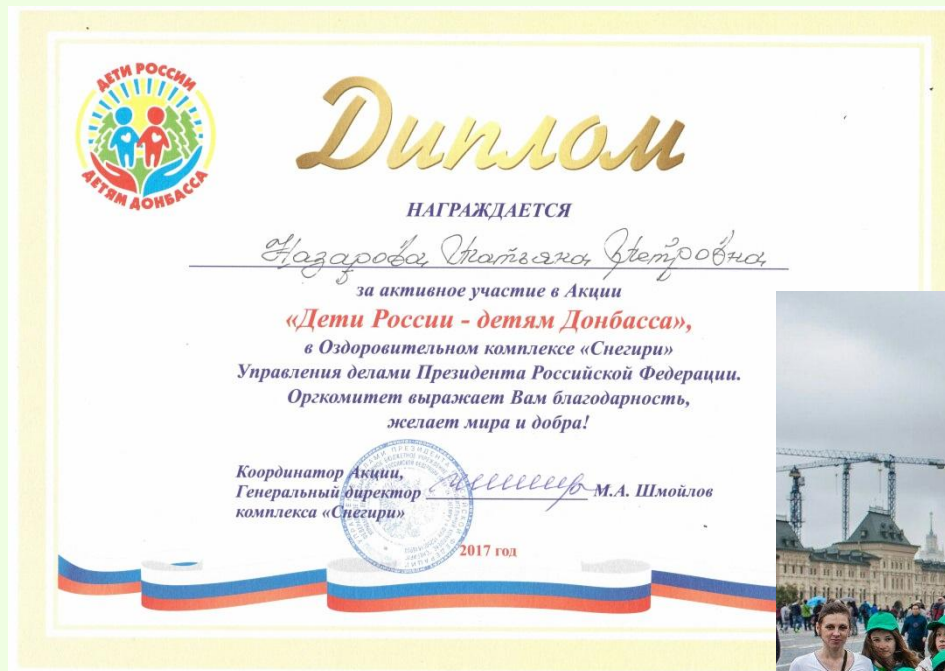 ДЕТИ РОССИИ
ДЕТЯМ ДОНБАССА
Диплом
НАГРАЖДАЕТСЯ
Назарова Татьяна Петровна
за активное участие в Акции
«Дети России - детям Донбасса»,
в Оздоровительном комплексе «Снегири»
Управления делами Президента Российской Федерации.
Оргкомитет выражает Вам благодарность,
желает мира и добра!
Координатор Акции,
Генеральный директор М.А. Шмойлов
комплекса «Снегири»
2017 год